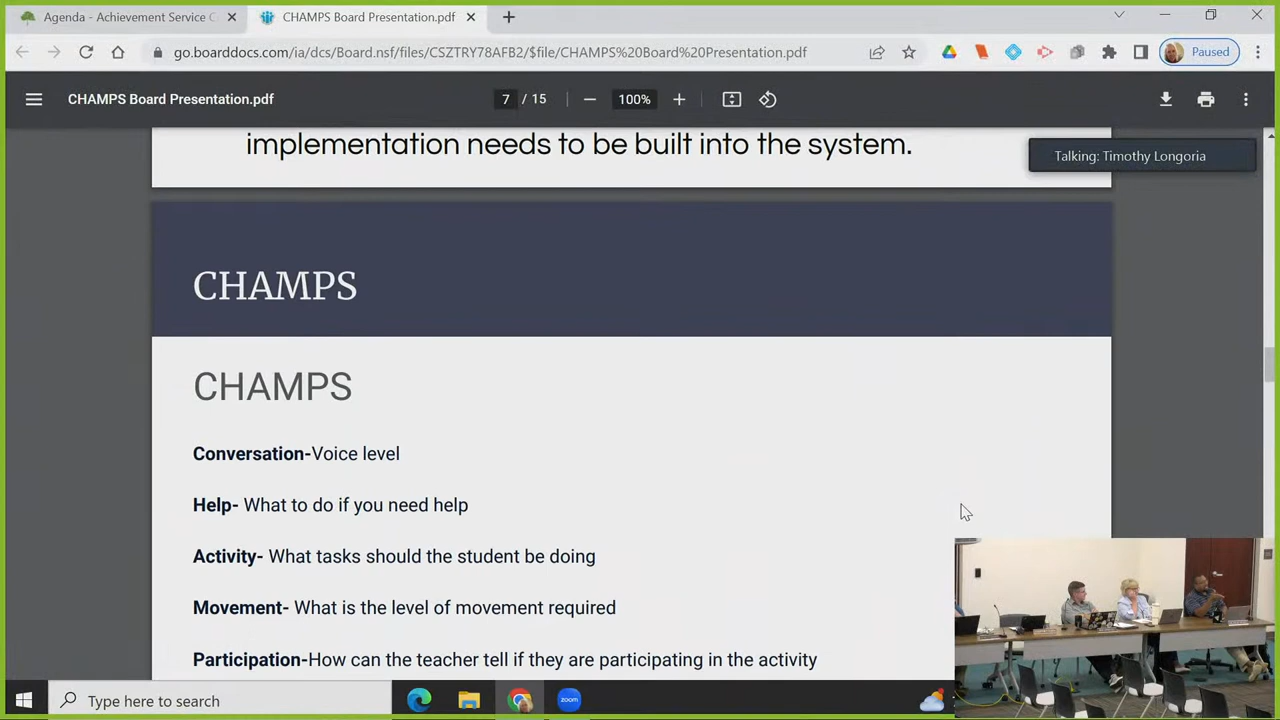 Agenda - Achievement Service C
CHAMPS Board Presentation.pdf
go.boarddocs.com/ia/dcs/Board.nsf/files/CSZTRY78AFB2/$file/CHAMPS%20Board%20Presentation.pdf
Paused
CHAMPS Board Presentation.pdf
7 / 15
100%
implementation needs to be built into the system.
Talking: Timothy Longoria
CHAMPS
CHAMPS
Conversation-Voice level
Help- What to do if you need help
Activity- What tasks should the student be doing
Movement- What is the level of movement required
Participation-How can the teacher tell if they are participating in the activity
Type here to search
zoom